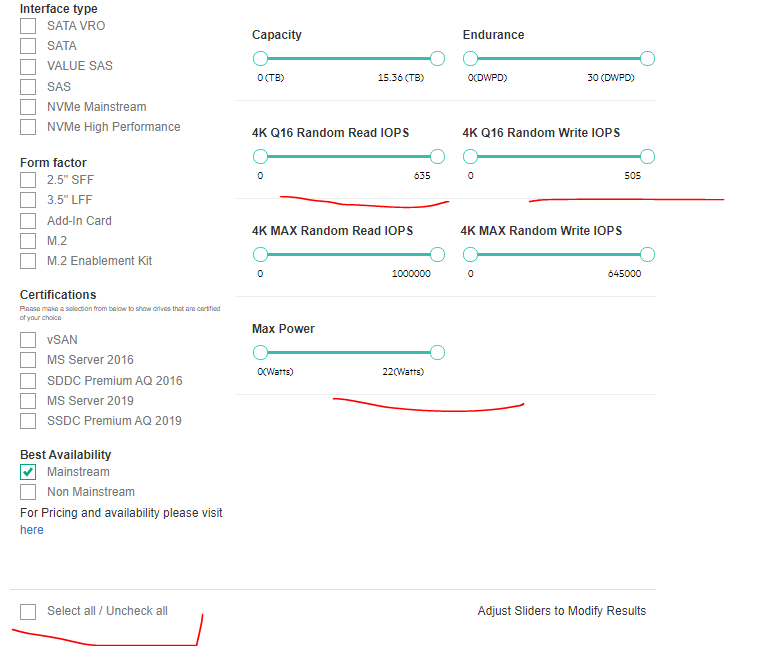 Interface type
SATA VRO
SATA
VALUE SAS
SAS
NVMe Mainstream
NVMe High Performance
Form factor
2.5" SFF
3.5" LFF
Add-In Card
M.2
M.2 Enablement Kit
Certifications
Please make a selection from below to show drives that are certified
of your choice
vSAN
MS Server 2016
SDDC Premium AQ 2016
MS Server 2019
SSDC Premium AQ 2019
Best Availability
Mainstream
Non Mainstream
For Pricing and availability please visit
here
Capacity
0 (TB) 15.36 (TB)
Endurance
0(DWPD) 30 (DWPD)
4K Q16 Random Read IOPS
0 635
4K Q16 Random Write IOPS
0 505
4K MAX Random Read IOPS
0 1000000
4K MAX Random Write IOPS
0 645000
Max Power
0(Watts) 22(Watts)
Select all / Uncheck all
Adjust Sliders to Modify Results